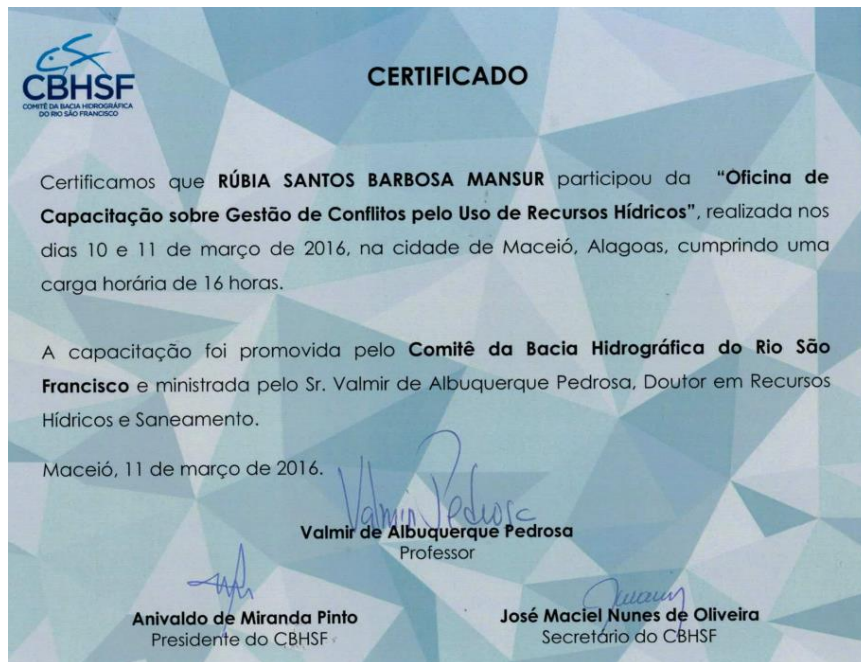 CBHSF
COMITÊ DA BACIA HIDROGRÁFICA
DO RIO SÃO FRANCISCO
CERTIFICADO
Certificamos que RÚBIA SANTOS BARBOSA MANSUR participou da "Oficina de
Capacitação sobre Gestão de Conflitos pelo Uso de Recursos Hídricos", realizada nos
dias 10 e 11 de março de 2016, na cidade de Maceió, Alagoas, cumprindo uma
carga horária de 16 horas.
A capacitação foi promovida pelo Comitê da Bacia Hidrográfica do Rio São
Francisco e ministrada pelo Sr. Valmir de Albuquerque Pedrosa, Doutor em Recursos
Hídricos e Saneamento.
Maceió, 11 de março de 2016.
Valmir Pedrosa
Valmir de Albuquerque Pedrosa
Professor
Anivaldo de Miranda Pinto
Presidente do CBHSF
José Maciel Nunes de Oliveira
Secretário do CBHSF